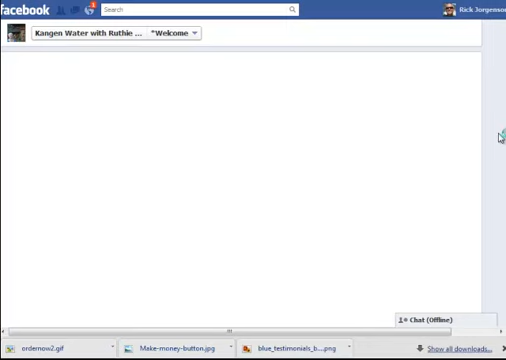 facebook
1
Search
Rick Jorgenson
Kangen Water with Ruthie ... *Welcome
Chat (Offline)
ordernow2.gif
Make-money-button.jpg
blue_testimonials_b....png
Show all downloads...